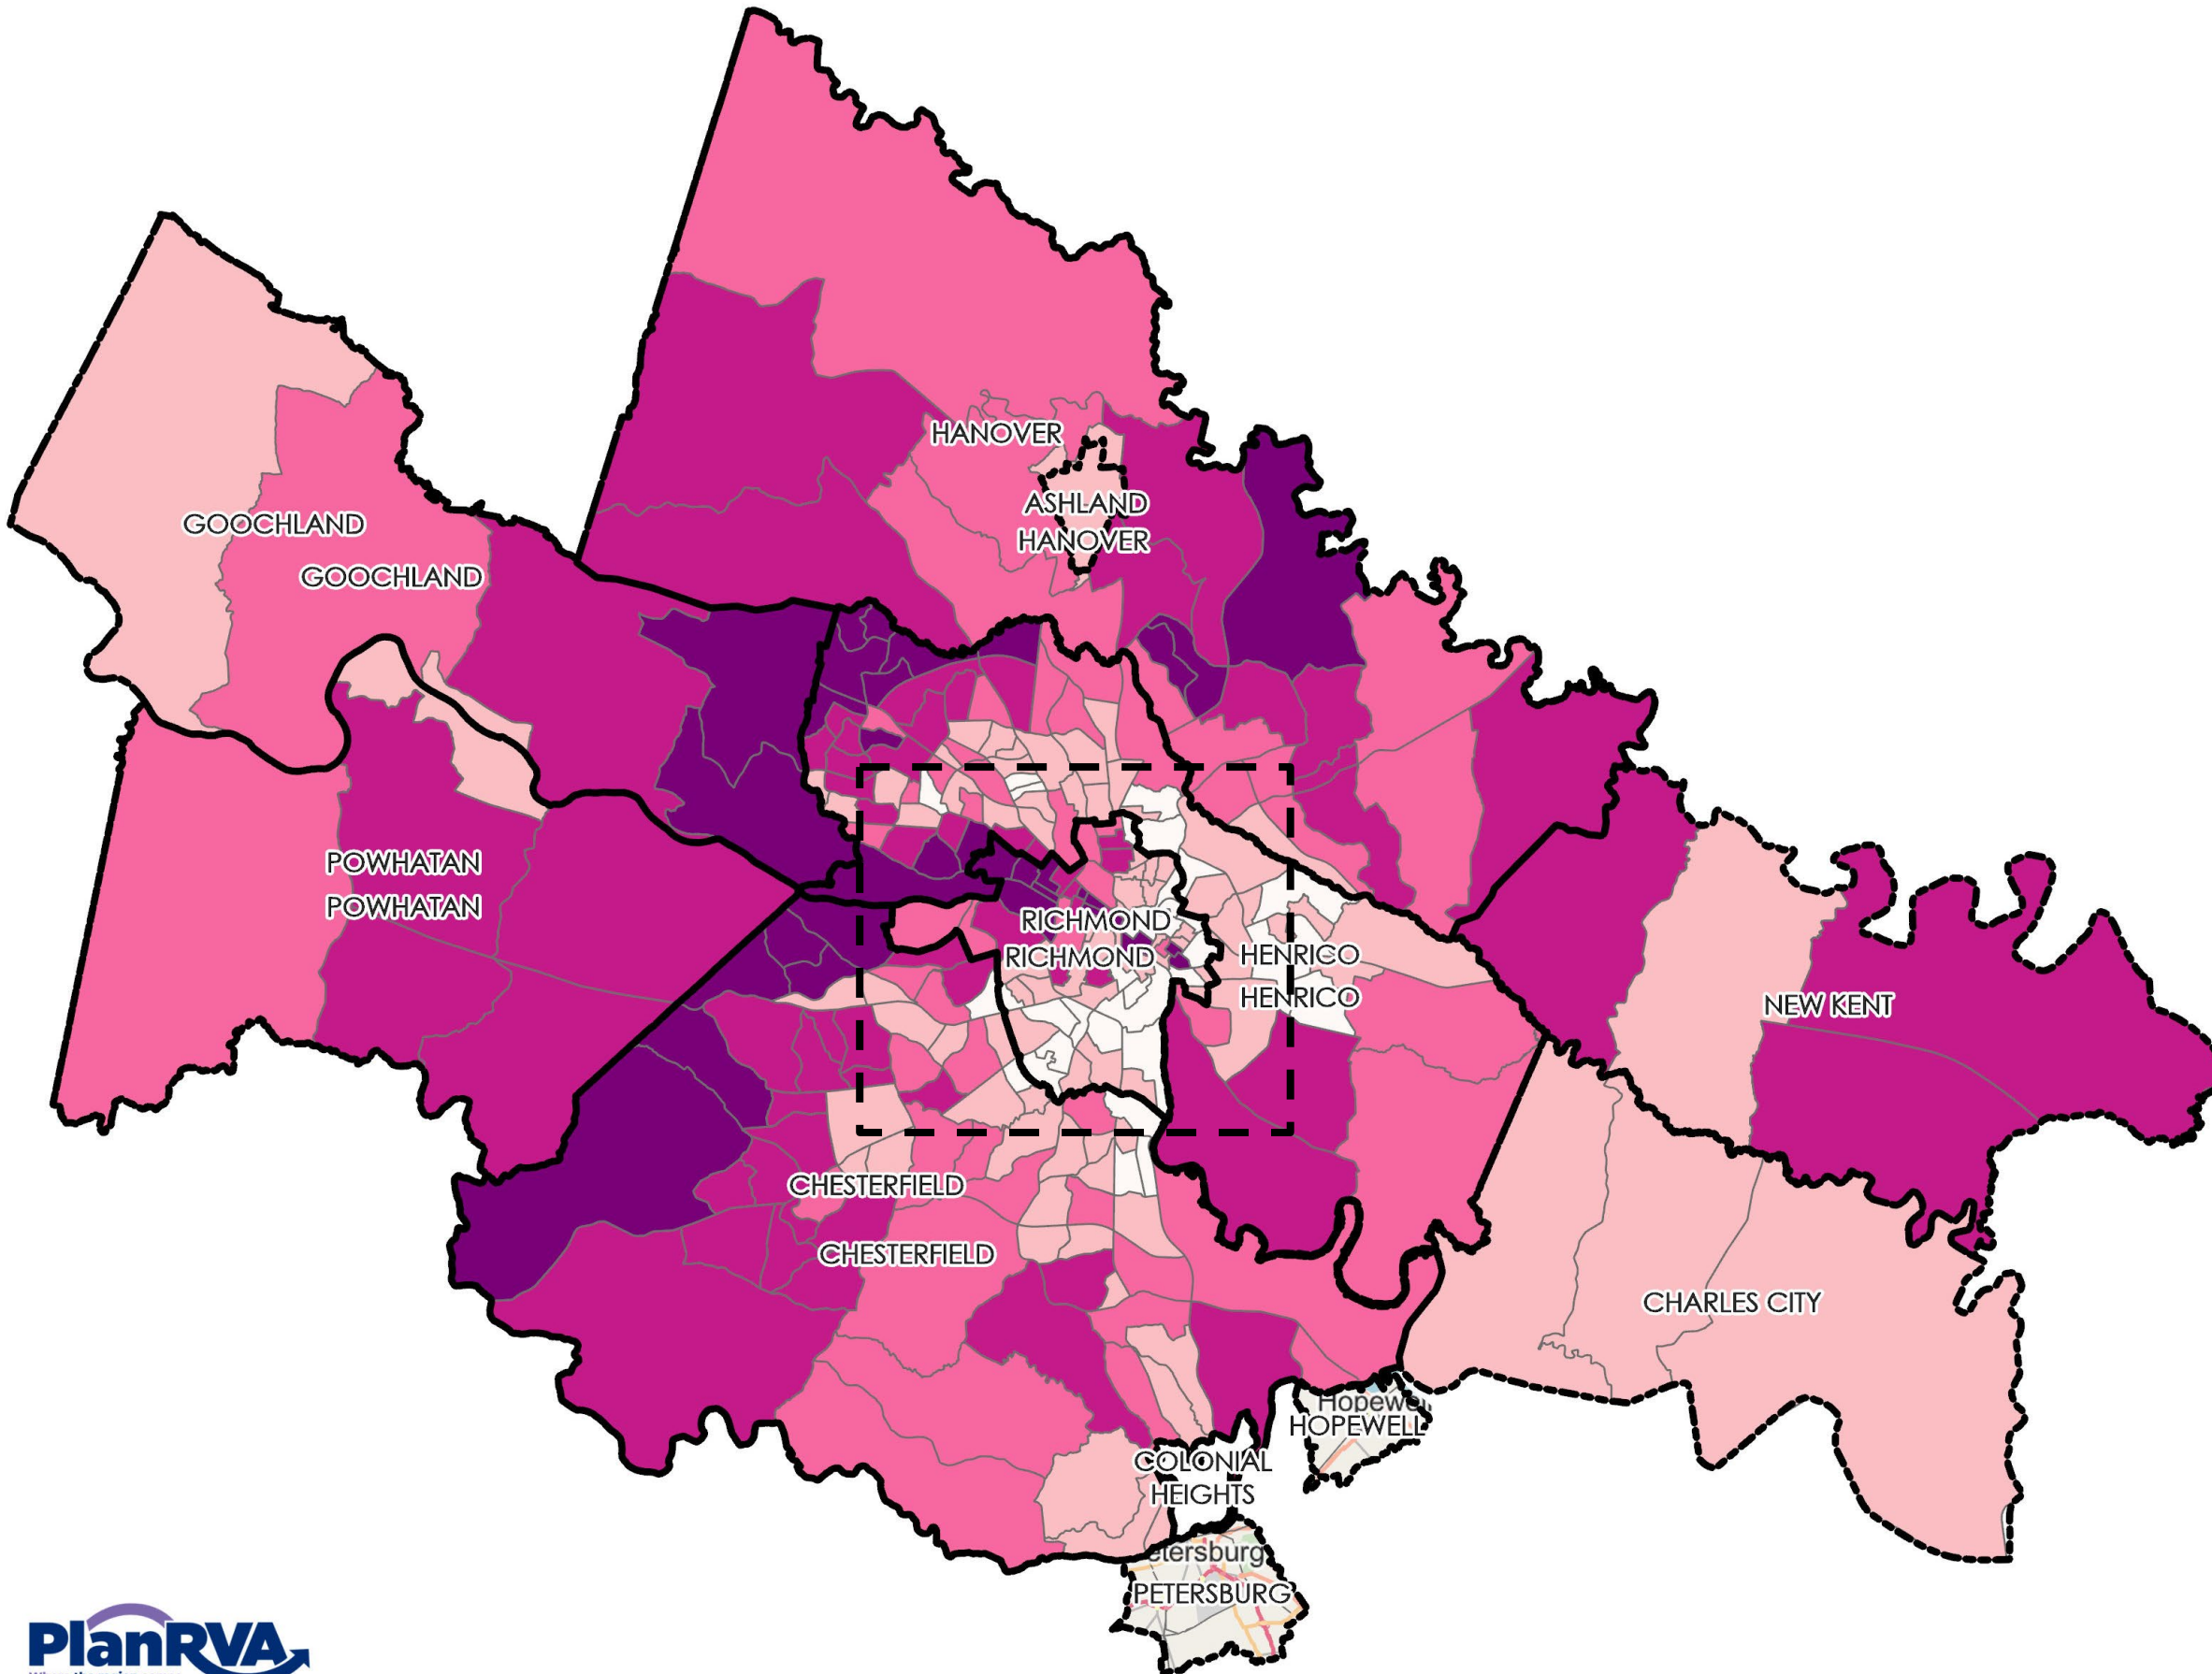 HANOVER
ASHLAND
HANOVER
GOOCHLAND
GOOCHLAND
POWHATAN
POWHATAN
RICHMOND
RICHMOND
HENRICO
HENRICO
NEW KENT
CHESTERFIELD
CHESTERFIELD
CHARLES CITY
HOPEWELL
COLONIAL
HEIGHTS
PETERSBURG
PlanRVA